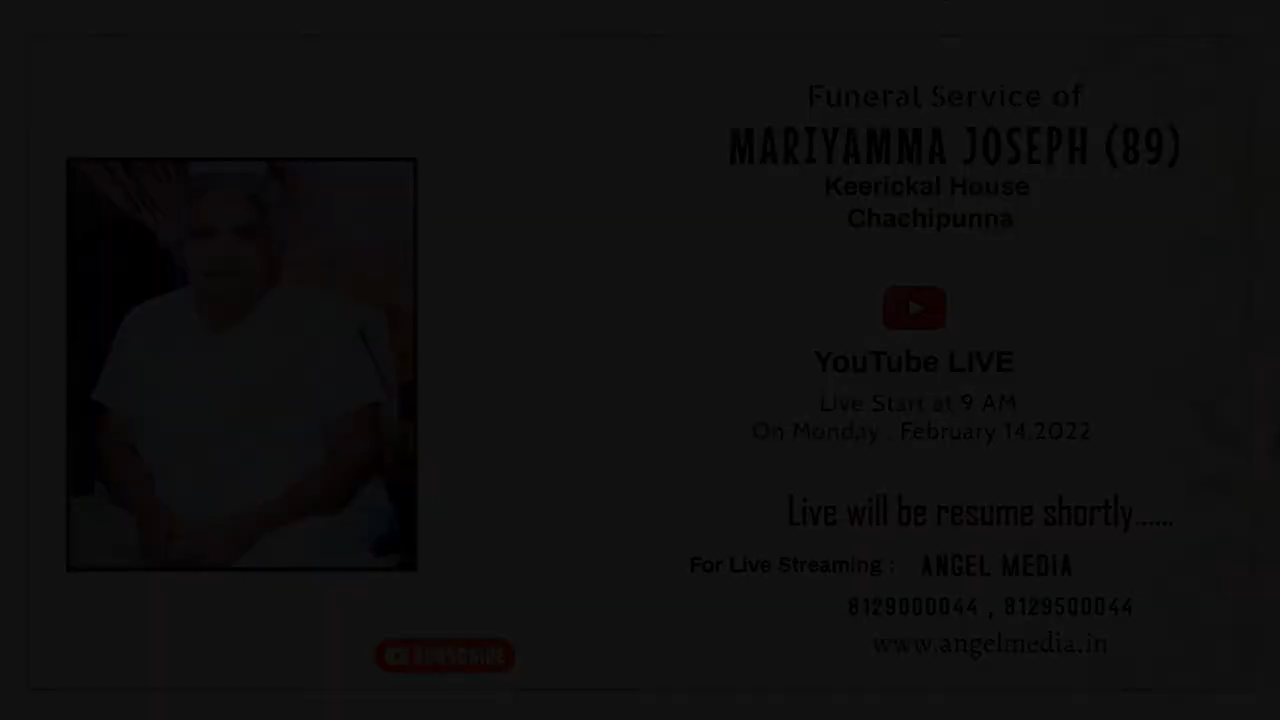 Funeral Service of
MARIYAMMA JOSEPH (89)
Keerickal House
Chachipunna
YouTube LIVE
Live Start at 9 AM
On Monday , February 14,2022
Live will be resume shortly......
For Live Streaming : ANGEL MEDIA
8129000044 , 8129500044
www.angelmedia.in
SUBSCRIBE